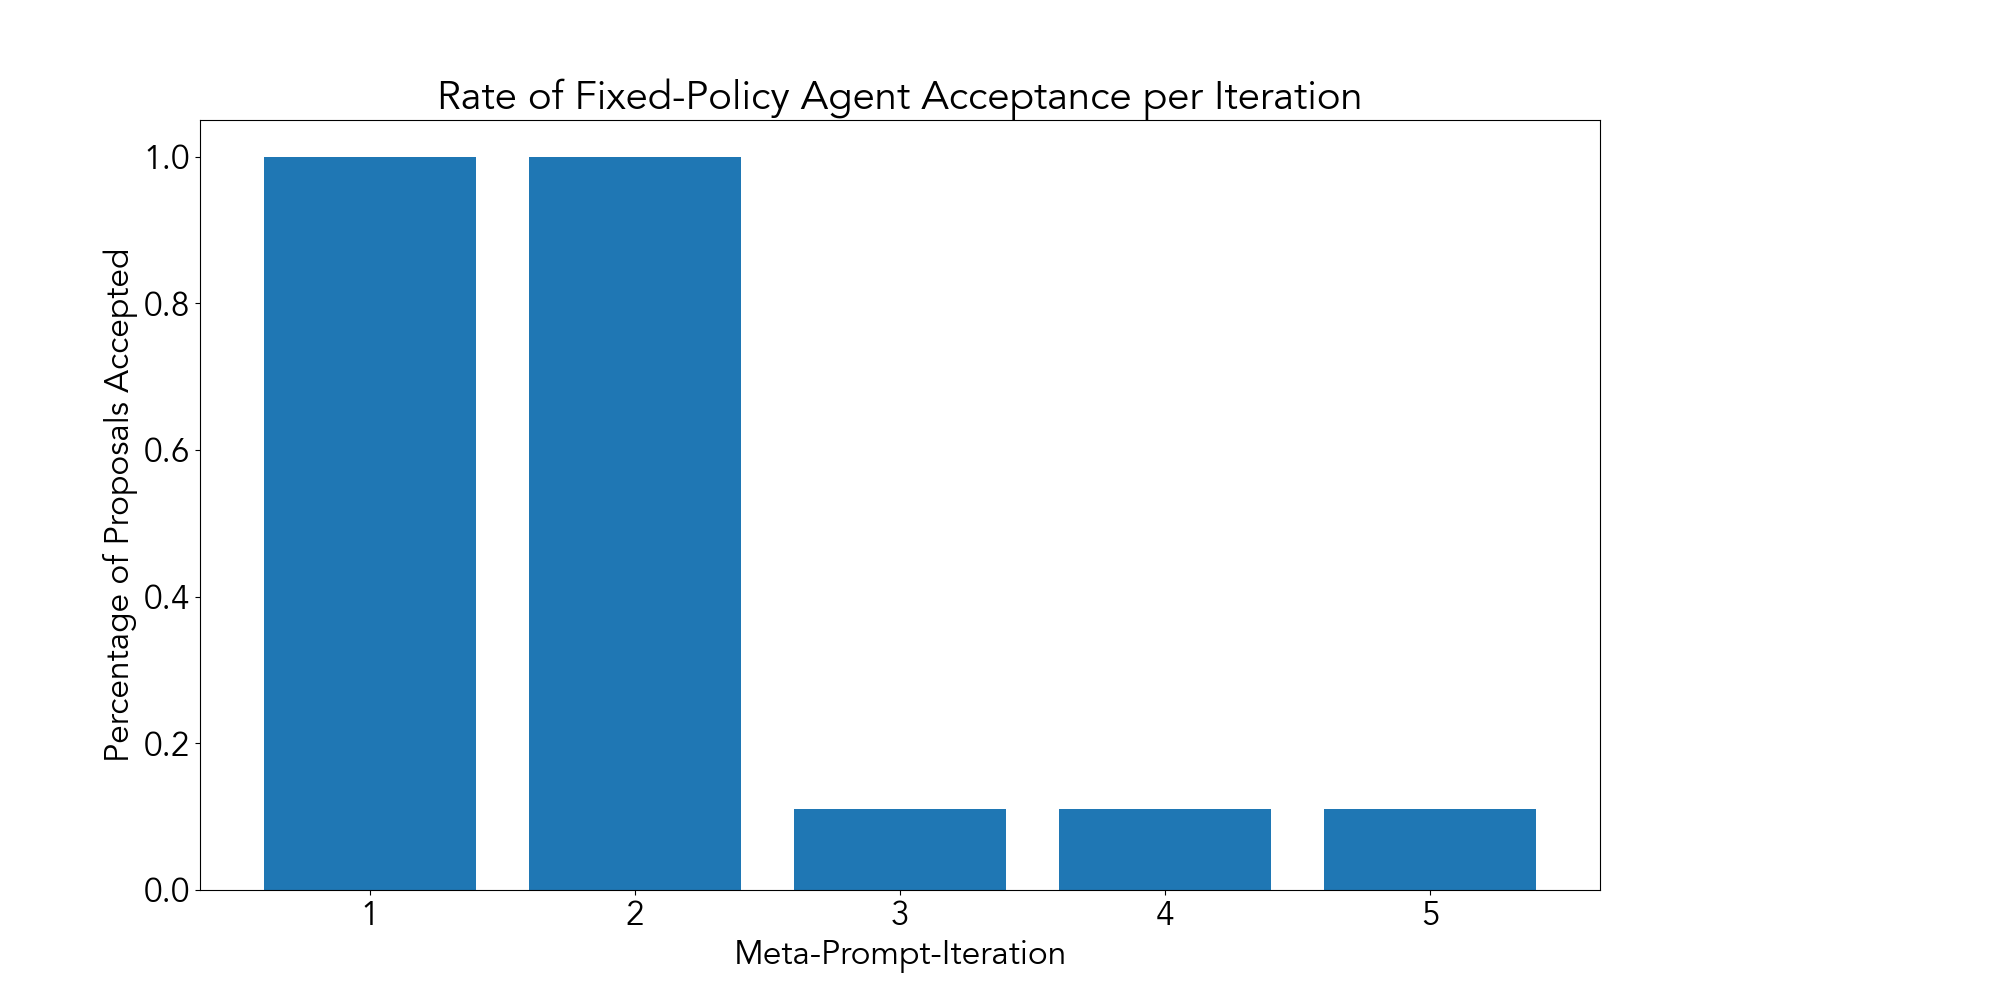 Rate of Fixed-Policy Agent Acceptance per Iteration
Percentage of Proposals Accepted
1.0
0.8
0.6
0.4
0.2
0.0
1 2 3 4 5
Meta-Prompt-Iteration